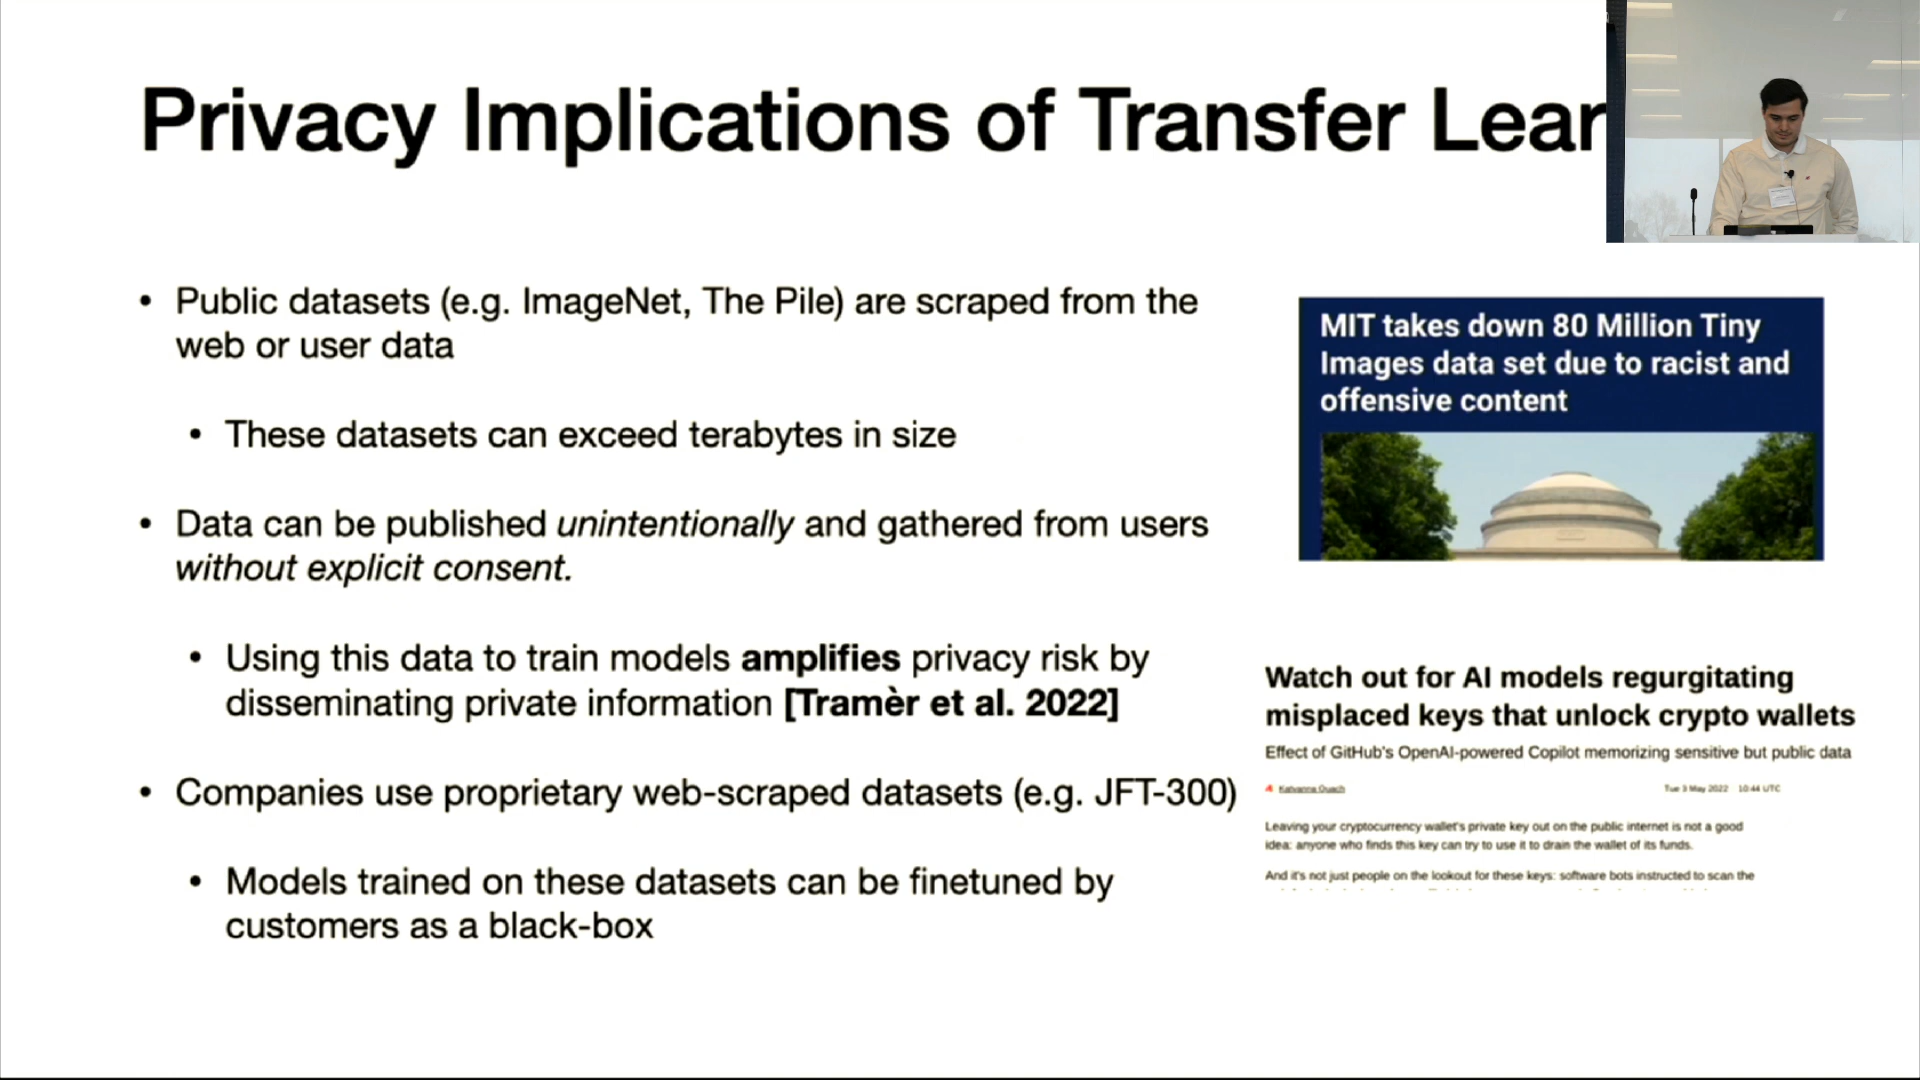 Privacy Implications of Transfer Lear
• Public datasets (e.g. ImageNet, The Pile) are scraped from the
web or user data
• These datasets can exceed terabytes in size
• Data can be published unintentionally and gathered from users
without explicit consent.
• Using this data to train models amplifies privacy risk by
disseminating private information [Tramèr et al. 2022]
• Companies use proprietary web-scraped datasets (e.g. JFT-300)
• Models trained on these datasets can be finetuned by
customers as a black-box
MIT takes down 80 Million Tiny
Images data set due to racist and
offensive content
Watch out for AI models regurgitating
misplaced keys that unlock crypto wallets
Effect of GitHub's OpenAI-powered Copilot memorizing sensitive but public data
Katyanna Quach
Tue 3 May 2022 10:44 UTC
Leaving your cryptocurrency wallet's private key out on the public internet is not a good
idea: anyone who finds this key can try to use it to drain the wallet of its funds.
And it's not just people on the lookout for these keys: software bots instructed to scan the